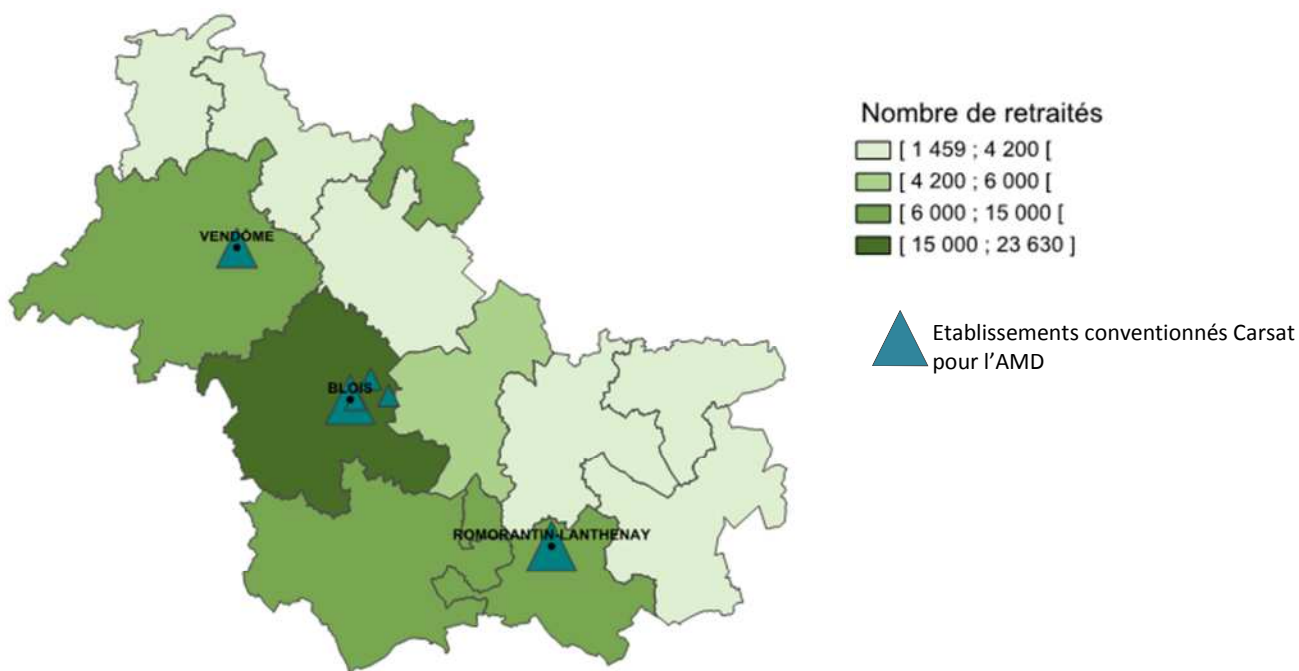 Nombre de retraités
[ 1 459 ; 4 200 [
[ 4 200 ; 6 000 [
[ 6 000 ; 15 000 [
[ 15 000 ; 23 630 ]
VENDÔME
Etablissements conventionnés Carsat
pour l'AMD
BLOIS
ROMORANTIN-LANTHENAY